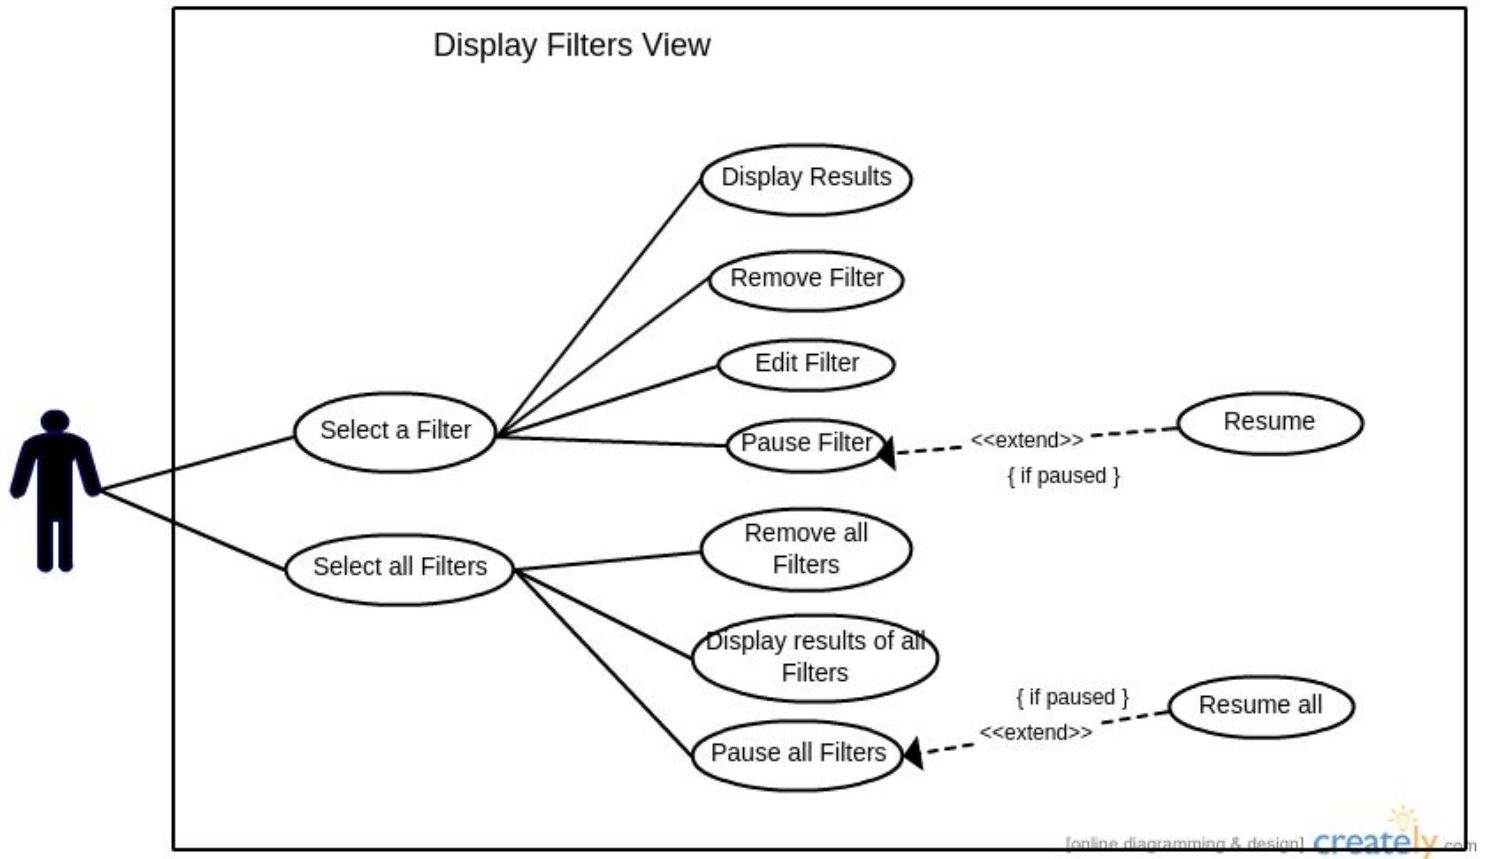 Display Filters View
Display Results
Remove Filter
Edit Filter
Select a Filter
Pause Filter
<<extend>>
{ if paused }
Resume
Select all Filters
Remove all
Filters
Display results of all
Filters
Pause all Filters
{ if paused }
<<extend>>
Resume all
[online diagramming & design] creately.com